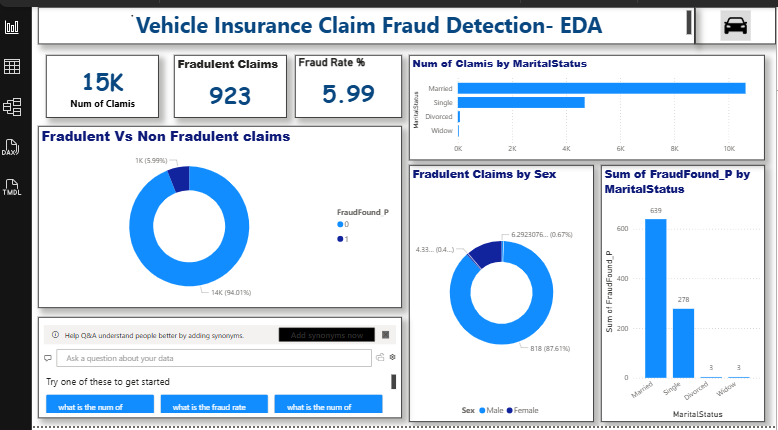 Vehicle Insurance Claim Fraud Detection- EDA
15K
Num of Clamis
Fradulent Claims
923
Fraud Rate %
5.99
Num of Clamis by MaritalStatus
MaritalStatus
Married
Single
Divorced
Widow
0K 2K 4K 6K 8K 10K
Fradulent Vs Non Fradulent claims
1K (5.99%)
14K (94.01%)
FraudFound_P
0
1
Fradulent Claims by Sex
6.2923076... (0.67%)
4.33... (0.4...)
818 (87.61%)
Sex Male Female
Sum of FraudFound_P by
MaritalStatus
Sum of FraudFound_P
600
400
200
0
639
278
3
3
Married
Single
Divorced
Widow
MaritalStatus
Help Q&A understand people better by adding synonyms.
Add synonyms now
Ask a question about your data
Try one of these to get started
what is the num of
what is the fraud rate
what is the num of
DAX
TMDL